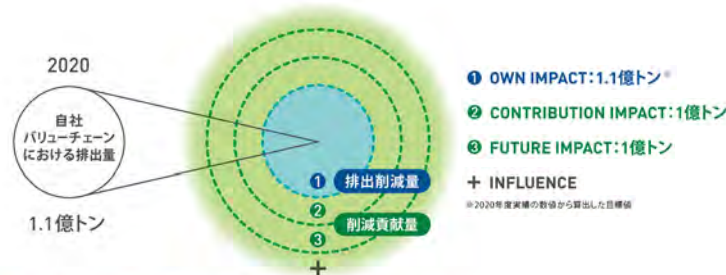 2020
自社
バリューチェーン
における排出量
1.1億トン
❶ 排出削減量
❷
削減貢献量
❸
+
❶ OWN IMPACT：1.1億トン※
❷ CONTRIBUTION IMPACT：1億トン
❸ FUTURE IMPACT：1億トン
+ INFLUENCE
※2020年度実績の数値から算出した目標値